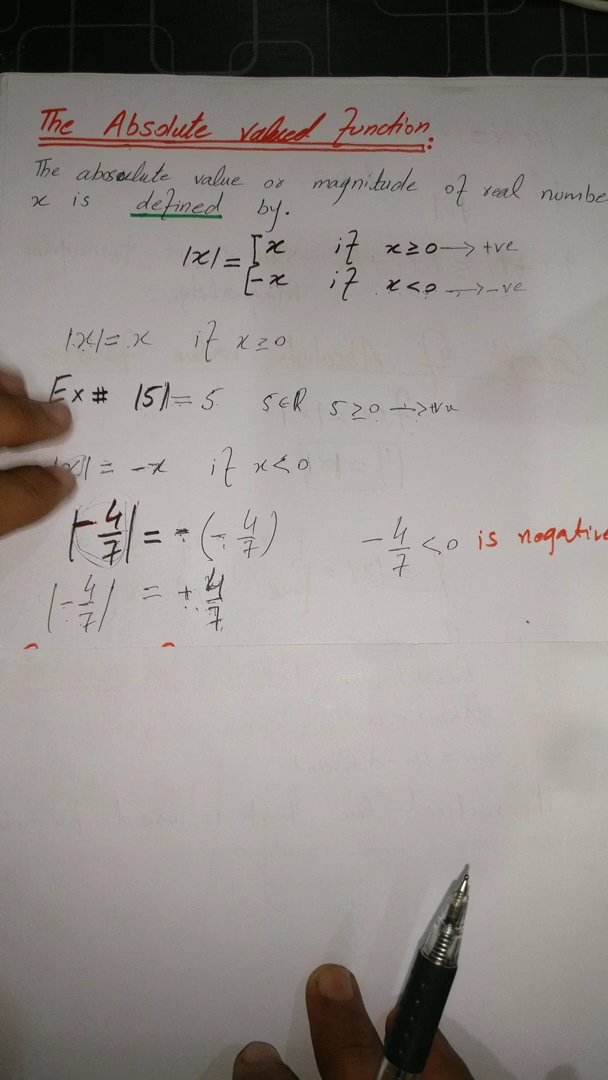 The Absolute valued function.
The absoulute value or magnitude of real numbe
x is defined by.
|x| = [ x if x ≥ 0 → +ve
[ -x if x < 0 → -ve
|x| = x if x ≥ 0
Ex # |5| = 5 5 ∈ R 5 ≥ 0 → +ve
|x| = -x if x < 0
|-4/7| = -(-4/7) -4/7 < 0 is negative
|-4/7| = +4/7